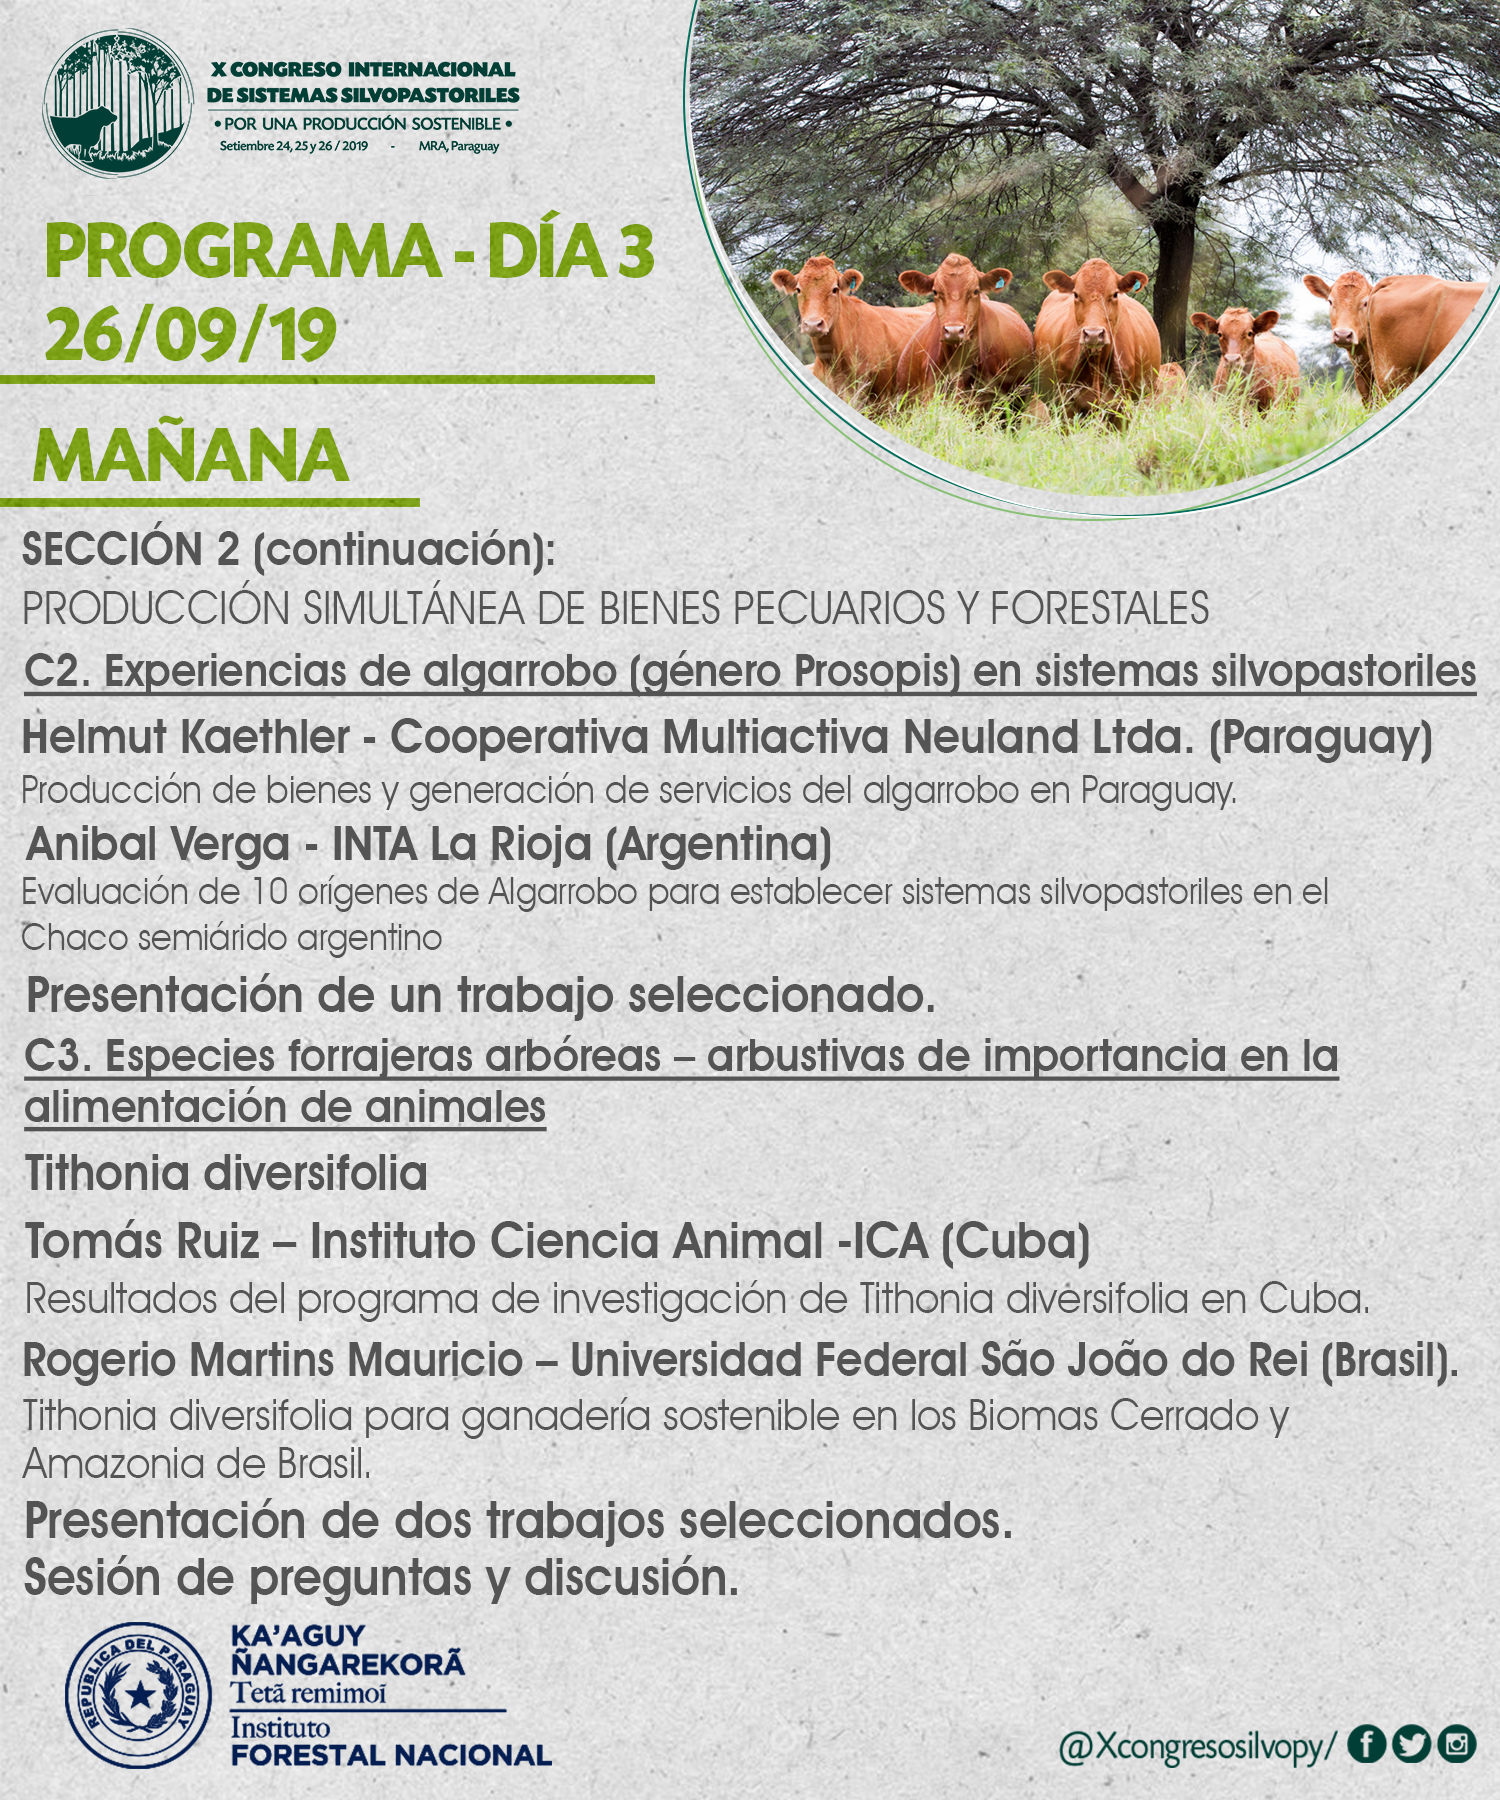 X CONGRESO INTERNACIONAL
DE SISTEMAS SILVOPASTORILES
• POR UNA PRODUCCIÓN SOSTENIBLE •
Setiembre 24, 25 y 26 / 2019 - MRA, Paraguay
PROGRAMA - DÍA 3
26/09/19
MAÑANA
SECCIÓN 2 (continuación):
PRODUCCIÓN SIMULTÁNEA DE BIENES PECUARIOS Y FORESTALES
C2. Experiencias de algarrobo (género Prosopis) en sistemas silvopastoriles
Helmut Kaethler - Cooperativa Multiactiva Neuland Ltda. (Paraguay)
Producción de bienes y generación de servicios del algarrobo en Paraguay.
Anibal Verga - INTA La Rioja (Argentina)
Evaluación de 10 orígenes de Algarrobo para establecer sistemas silvopastoriles en el
Chaco semiárido argentino
Presentación de un trabajo seleccionado.
C3. Especies forrajeras arbóreas – arbustivas de importancia en la
alimentación de animales
Tithonia diversifolia
Tomás Ruiz – Instituto Ciencia Animal -ICA (Cuba)
Resultados del programa de investigación de Tithonia diversifolia en Cuba.
Rogerio Martins Mauricio – Universidad Federal São João do Rei (Brasil).
Tithonia diversifolia para ganadería sostenible en los Biomas Cerrado y
Amazonia de Brasil.
Presentación de dos trabajos seleccionados.
Sesión de preguntas y discusión.
REPUBLICA DEL PARAGUAY
KA'AGUY
ÑANGAREKORÃ
Tetã remimoĩ
Instituto
FORESTAL NACIONAL
@Xcongresosilvopy/